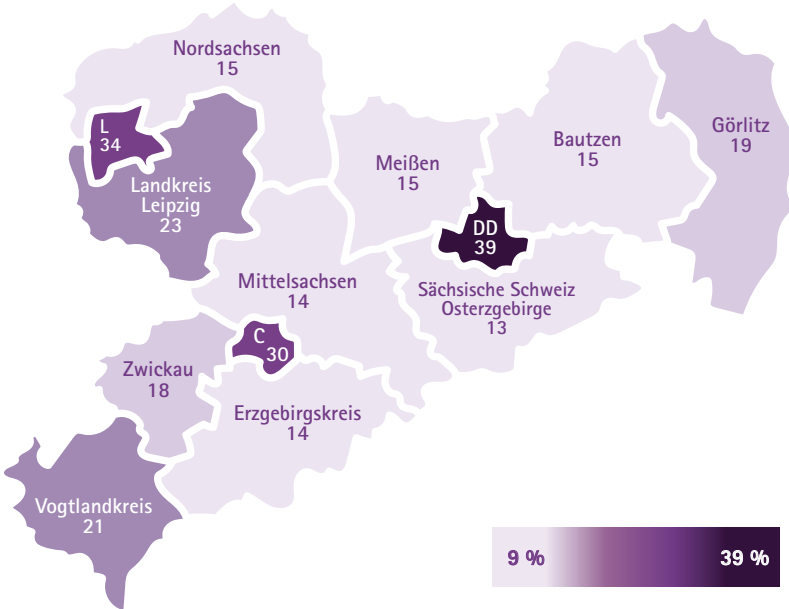 Nordsachsen
15
L
34
Landkreis
Leipzig
23
Meißen
15
Bautzen
15
Görlitz
19
DD
39
Mittelsachsen
14
Sächsische Schweiz
Osterzgebirge
13
C
30
Zwickau
18
Erzgebirgskreis
14
Vogtlandkreis
21
9 %
39 %